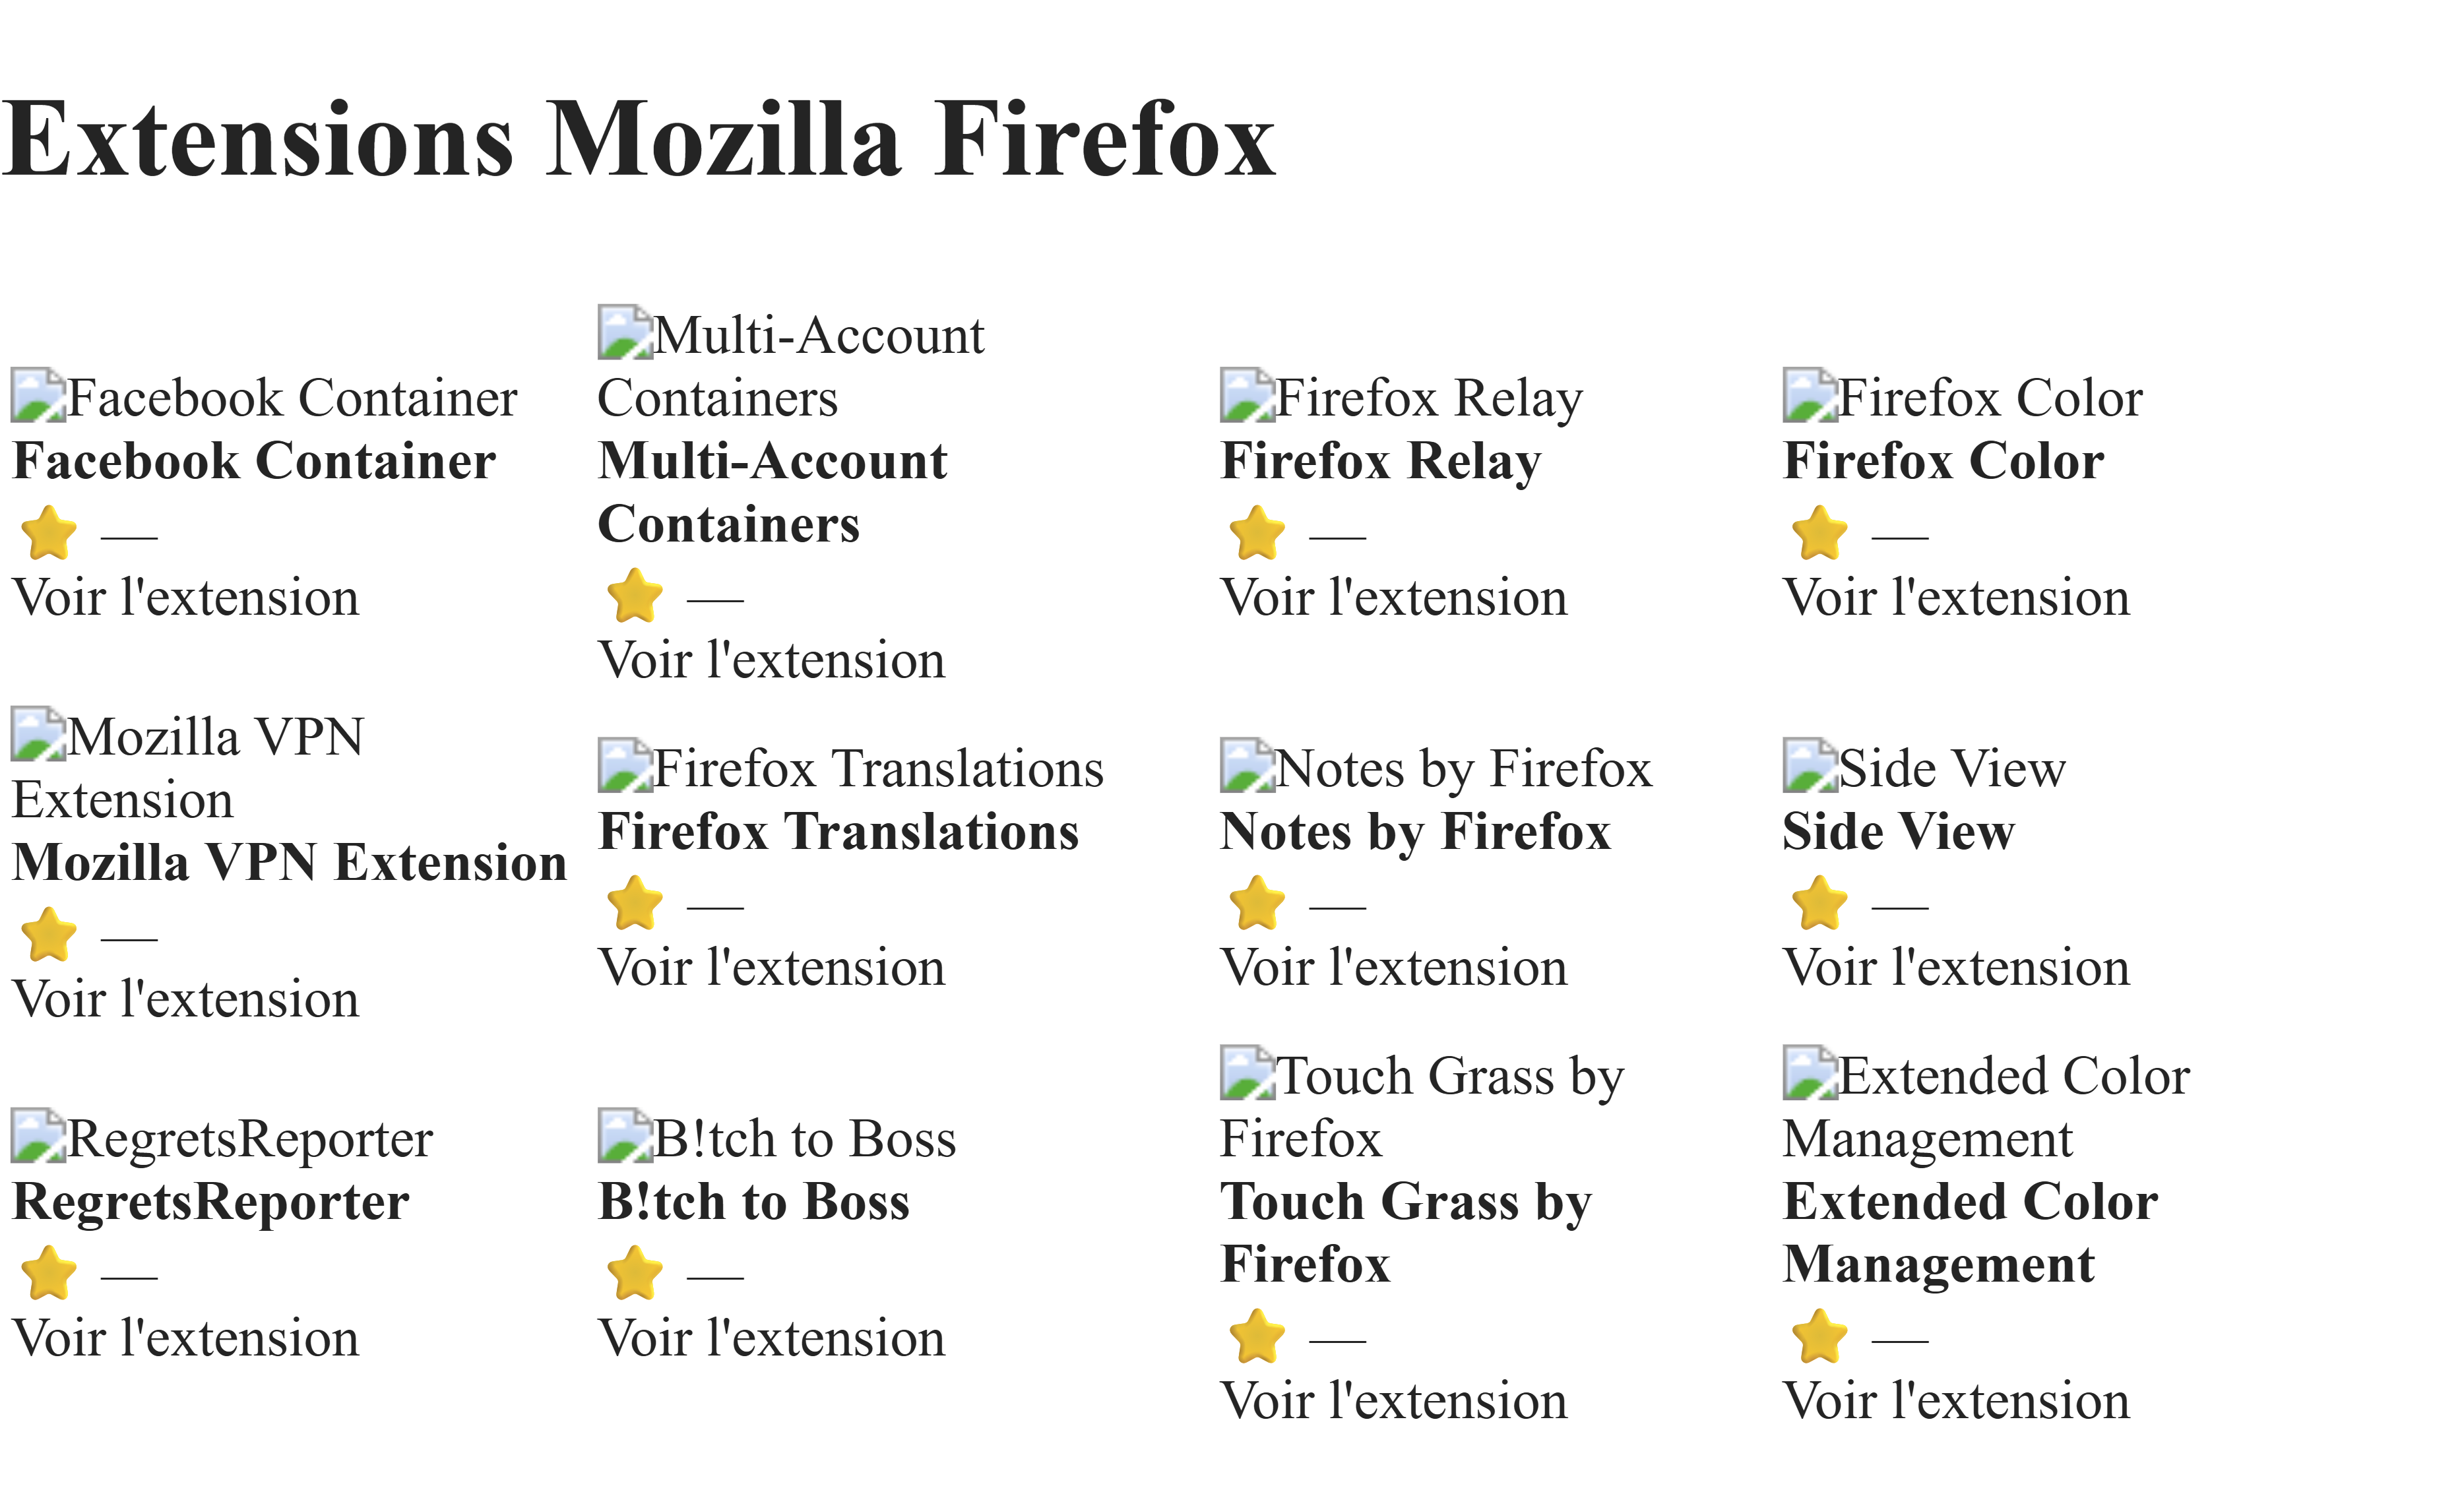 Extensions Mozilla Firefox
Facebook Container
Facebook Container
⭐ —
Voir l'extension
Multi-Account
Containers
Multi-Account
Containers
⭐ —
Voir l'extension
Firefox Relay
Firefox Relay
⭐ —
Voir l'extension
Firefox Color
Firefox Color
⭐ —
Voir l'extension
Mozilla VPN
Extension
Mozilla VPN Extension
⭐ —
Voir l'extension
Firefox Translations
Firefox Translations
⭐ —
Voir l'extension
Notes by Firefox
Notes by Firefox
⭐ —
Voir l'extension
Side View
Side View
⭐ —
Voir l'extension
RegretsReporter
RegretsReporter
⭐ —
Voir l'extension
B!tch to Boss
B!tch to Boss
⭐ —
Voir l'extension
Touch Grass by
Firefox
Touch Grass by
Firefox
⭐ —
Voir l'extension
Extended Color
Management
Extended Color
Management
⭐ —
Voir l'extension